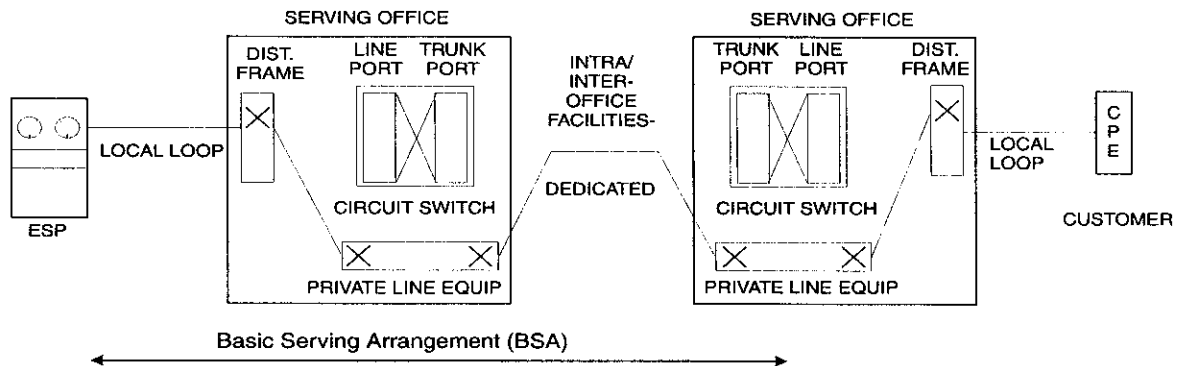 SERVING OFFICE
DIST.
FRAME
LINE
PORT
TRUNK
PORT
LOCAL LOOP
ESP
CIRCUIT SWITCH
PRIVATE LINE EQUIP
INTRA/
INTER-
OFFICE
FACILITIES-
DEDICATED
SERVING OFFICE
TRUNK
PORT
LINE
PORT
DIST.
FRAME
CIRCUIT SWITCH
PRIVATE LINE EQUIP
LOCAL
LOOP
C
P
E
CUSTOMER
Basic Serving Arrangement (BSA)